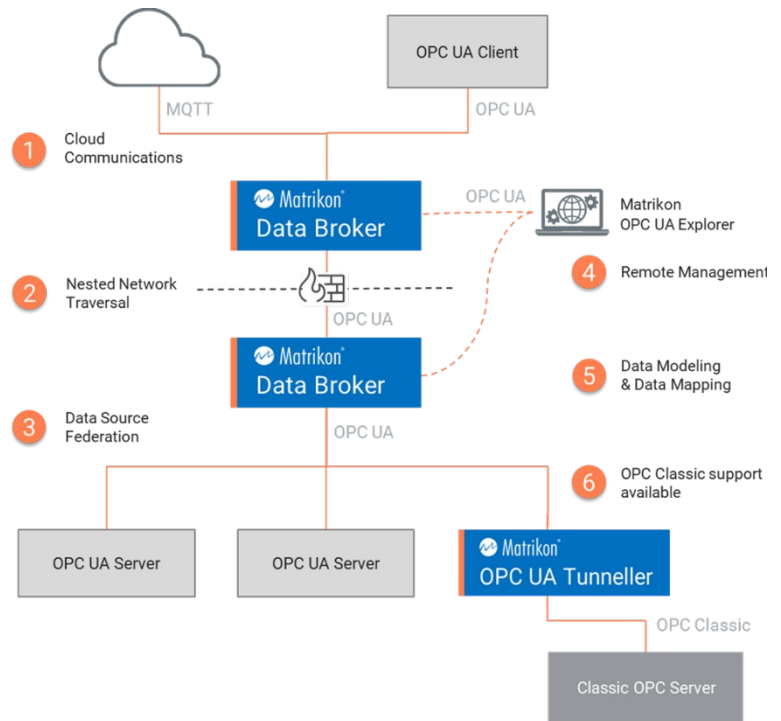 OPC UA Client
MQTT
OPC UA
1
Cloud
Communications
Matrikon®
Data Broker
OPC UA
Matrikon
OPC UA Explorer
4
Remote Management
2
Nested Network
Traversal
OPC UA
Matrikon®
Data Broker
5
Data Modeling
& Data Mapping
3
Data Source
Federation
OPC UA
6
OPC Classic support
available
OPC UA Server
OPC UA Server
Matrikon®
OPC UA Tunneller
OPC Classic
Classic OPC Server